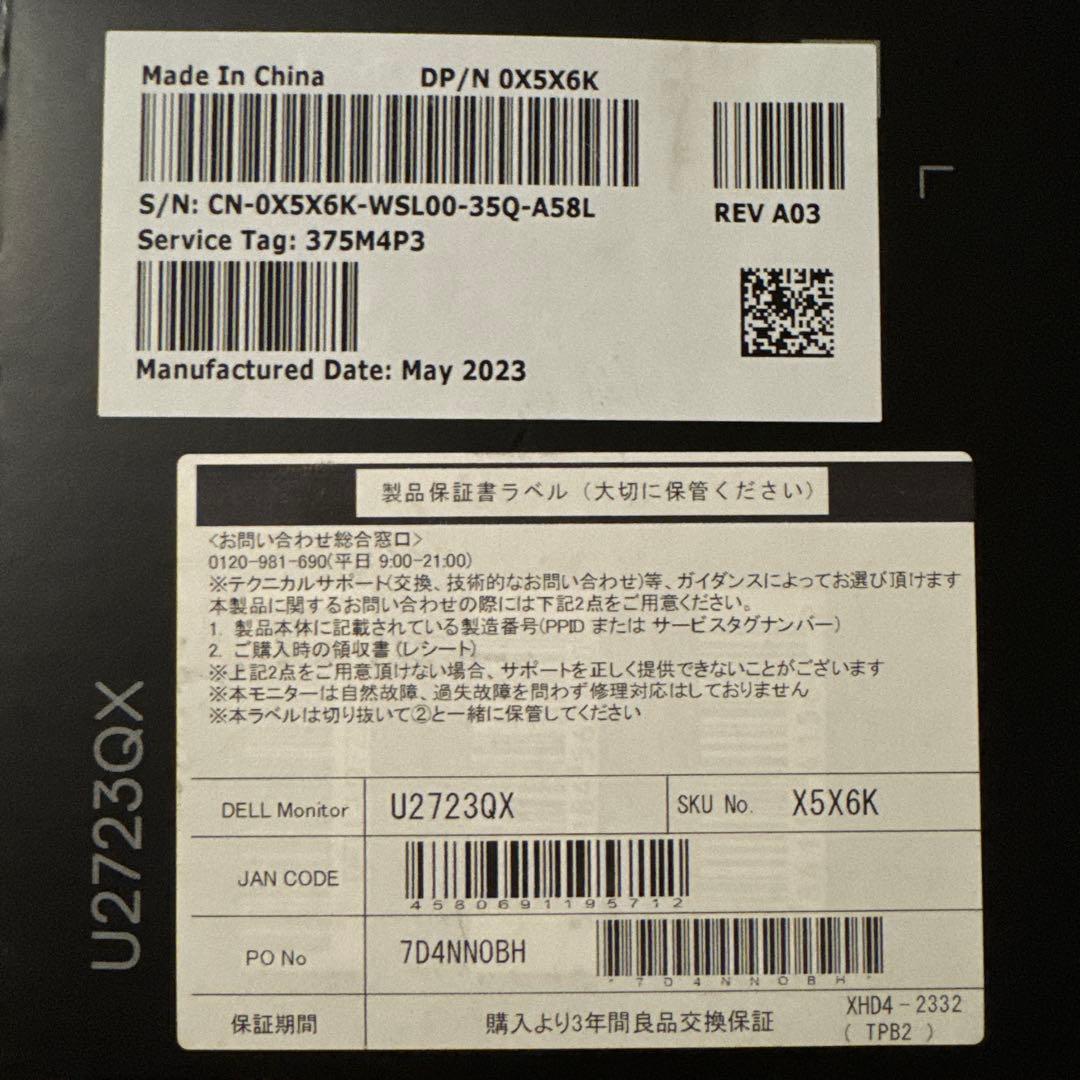 Made In China DP/N 0X5X6K
S/N: CN-0X5X6K-WSL00-35Q-A58L
REV A03
Service Tag: 375M4P3
Manufactured Date: May 2023
製品保証書ラベル（大切に保管ください）
<お問い合わせ総合窓口>
0120-981-690(平日 9:00-21:00)
※テクニカルサポート(交換、技術的なお問い合わせ)等、ガイダンスによってお選び頂けます
本製品に関するお問い合わせの際には下記2点をご用意ください。
1. 製品本体に記載されている製造番号(PPID または サービスタグナンバー)
2. ご購入時の領収書(レシート)
※上記2点をご用意頂けない場合、サポートを正しく提供できないことがございます
※本モニターは自然故障、過失故障を問わず修理対応はしておりません
※本ラベルは切り抜いて②と一緒に保管してください
DELL Monitor U2723QX SKU No. X5X6K
JAN CODE
4580691195712
PO No 7D4NNOBH
*7D4NNOBH*
保証期間 購入より3年間良品交換保証 XHD4-2332
( TPB2 )
U2723QX